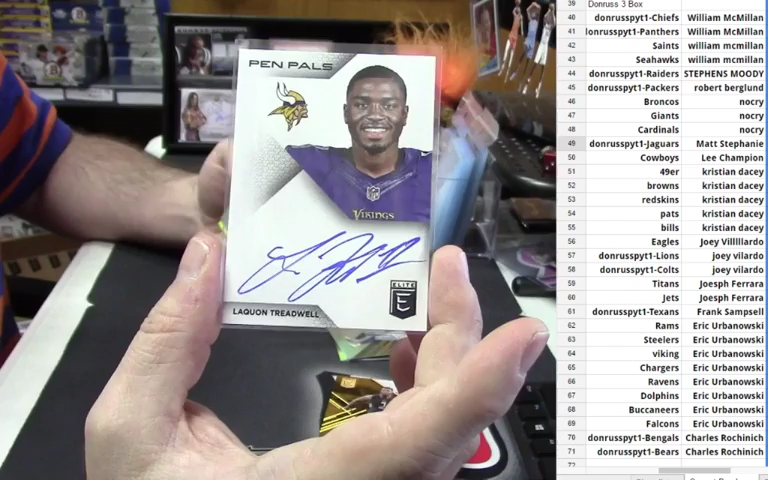 PEN PALS
VIKINGS
ELITE
E
LAQUON TREADWELL
39 Donruss 3 Box
40 donrusspyt1-Chiefs William McMillan
41 lonrusspyt1-Panthers William McMillan
42 Saints william mcmillan
43 Seahawks william mcmillan
44 donrusspyt1-Raiders STEPHENS MOODY
45 donrusspyt1-Packers robert berglund
46 Broncos nocry
47 Giants nocry
48 Cardinals nocry
49 donrusspyt1-Jaguars Matt Stephanie
50 Cowboys Lee Champion
51 49er kristian dacey
52 browns kristian dacey
53 redskins kristian dacey
54 pats kristian dacey
55 bills kristian dacey
56 Eagles Joey Villlllardo
57 donrusspyt1-Lions joey vilardo
58 donrusspyt1-Colts joey vilardo
59 Titans Joesph Ferrara
60 Jets Joesph Ferrara
61 donrusspyt1-Texans Frank Sampsell
62 Rams Eric Urbanowski
63 Steelers Eric Urbanowski
64 viking Eric Urbanowski
65 Chargers Eric Urbanowski
66 Ravens Eric Urbanowski
67 Dolphins Eric Urbanowski
68 Buccaneers Eric Urbanowski
69 Falcons Eric Urbanowski
70 donrusspyt1-Bengals Charles Rochinich
71 donrusspyt1-Bears Charles Rochinich